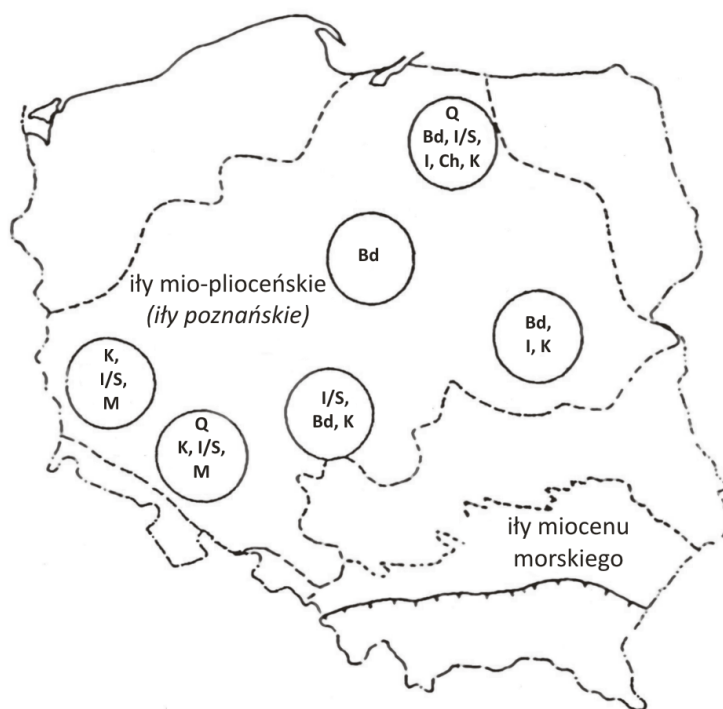 Q
Bd, I/S,
I, Ch, K
Bd
iły mio-plioceńskie
(iły poznańskie)
Bd,
I, K
K,
I/S,
M
I/S,
Bd, K
Q
K, I/S,
M
iły miocenu
morskiego